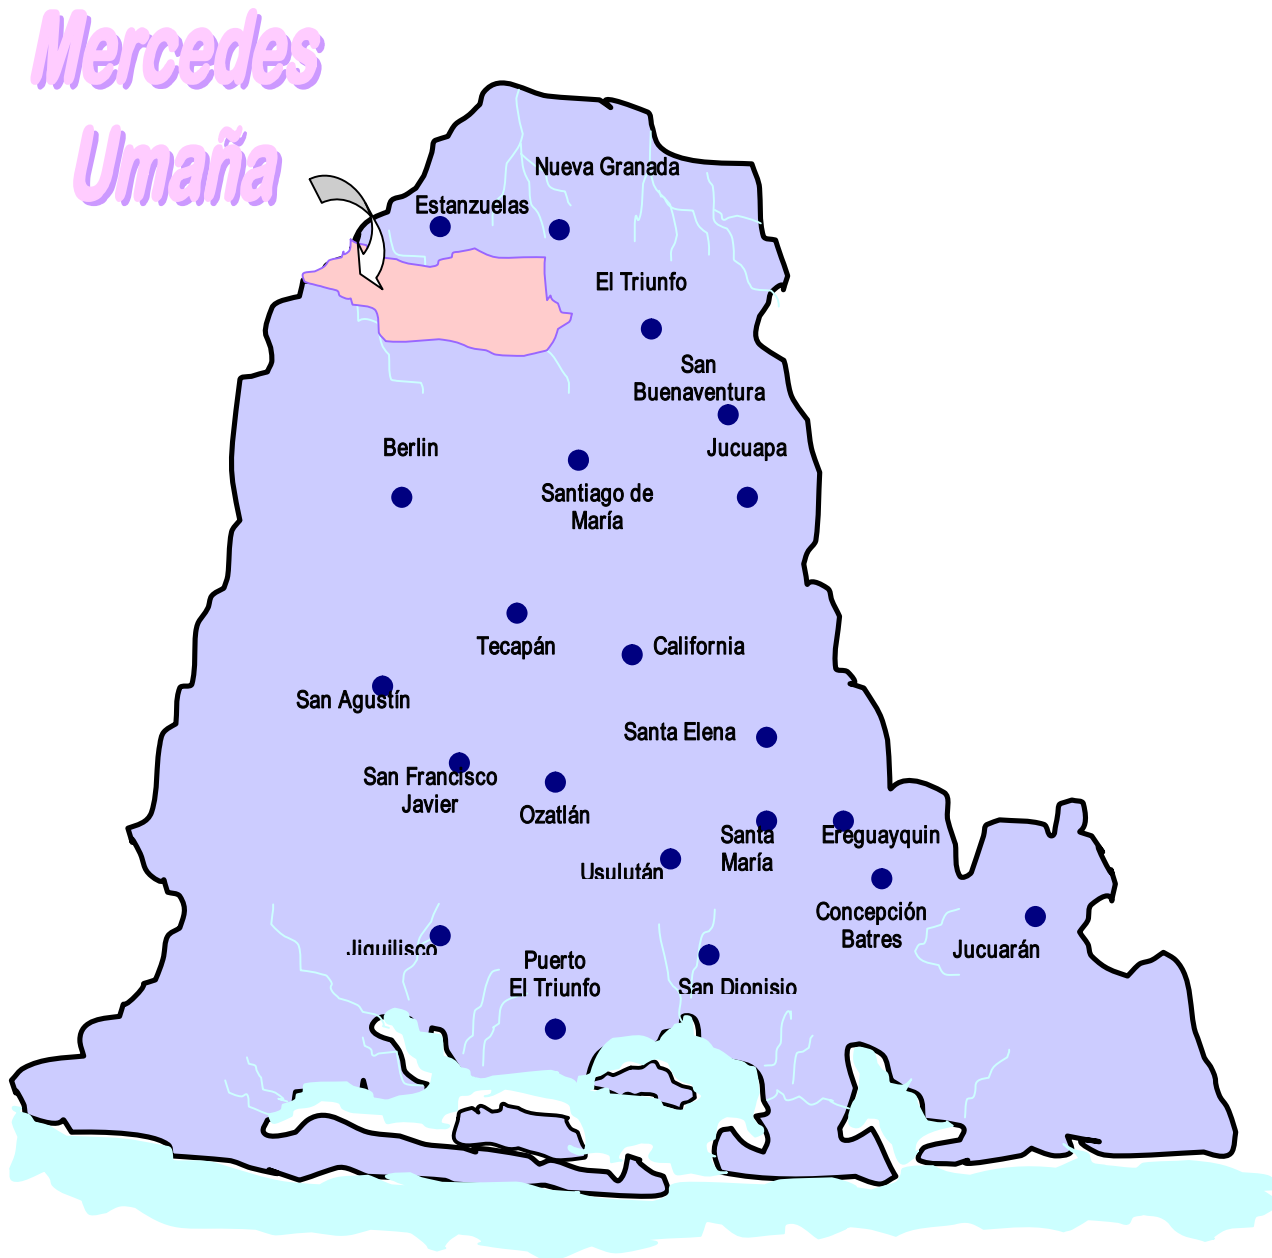 Mercedes
Umaña
Nueva Granada
Estanzuelas
El Triunfo
San
Buenaventura
Berlin
Jucuapa
Santiago de
María
Tecapán
California
San Agustín
Santa Elena
San Francisco
Javier
Ozatlán
Santa
María
Ereguayquin
Usulután
Concepción
Batres
Jucuarán
Jiquilisco
Puerto
El Triunfo
San Dionisio